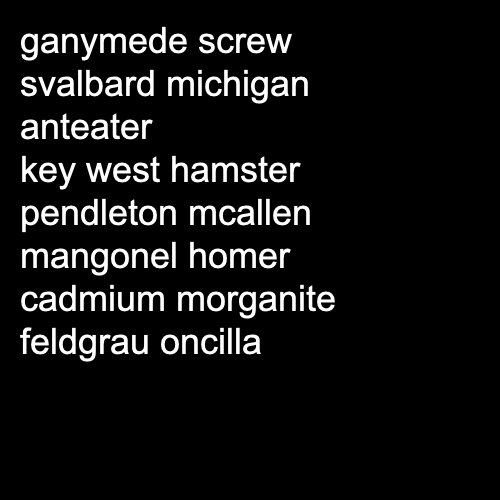 ganymede screw
svalbard michigan
anteater
key west hamster
pendleton mcallen
mangonel homer
cadmium morganite
feldgrau oncilla